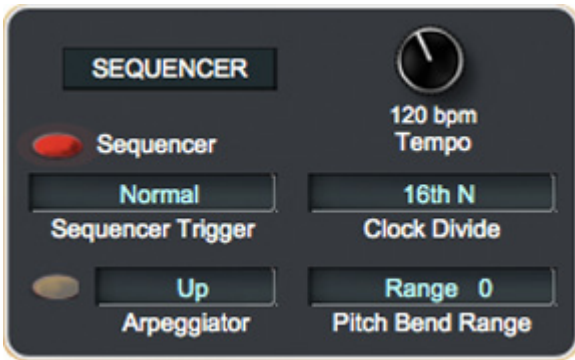 SEQUENCER
120 bpm
Tempo
Sequencer
Normal
16th N
Sequencer Trigger
Clock Divide
Up
Range 0
Arpeggiator
Pitch Bend Range